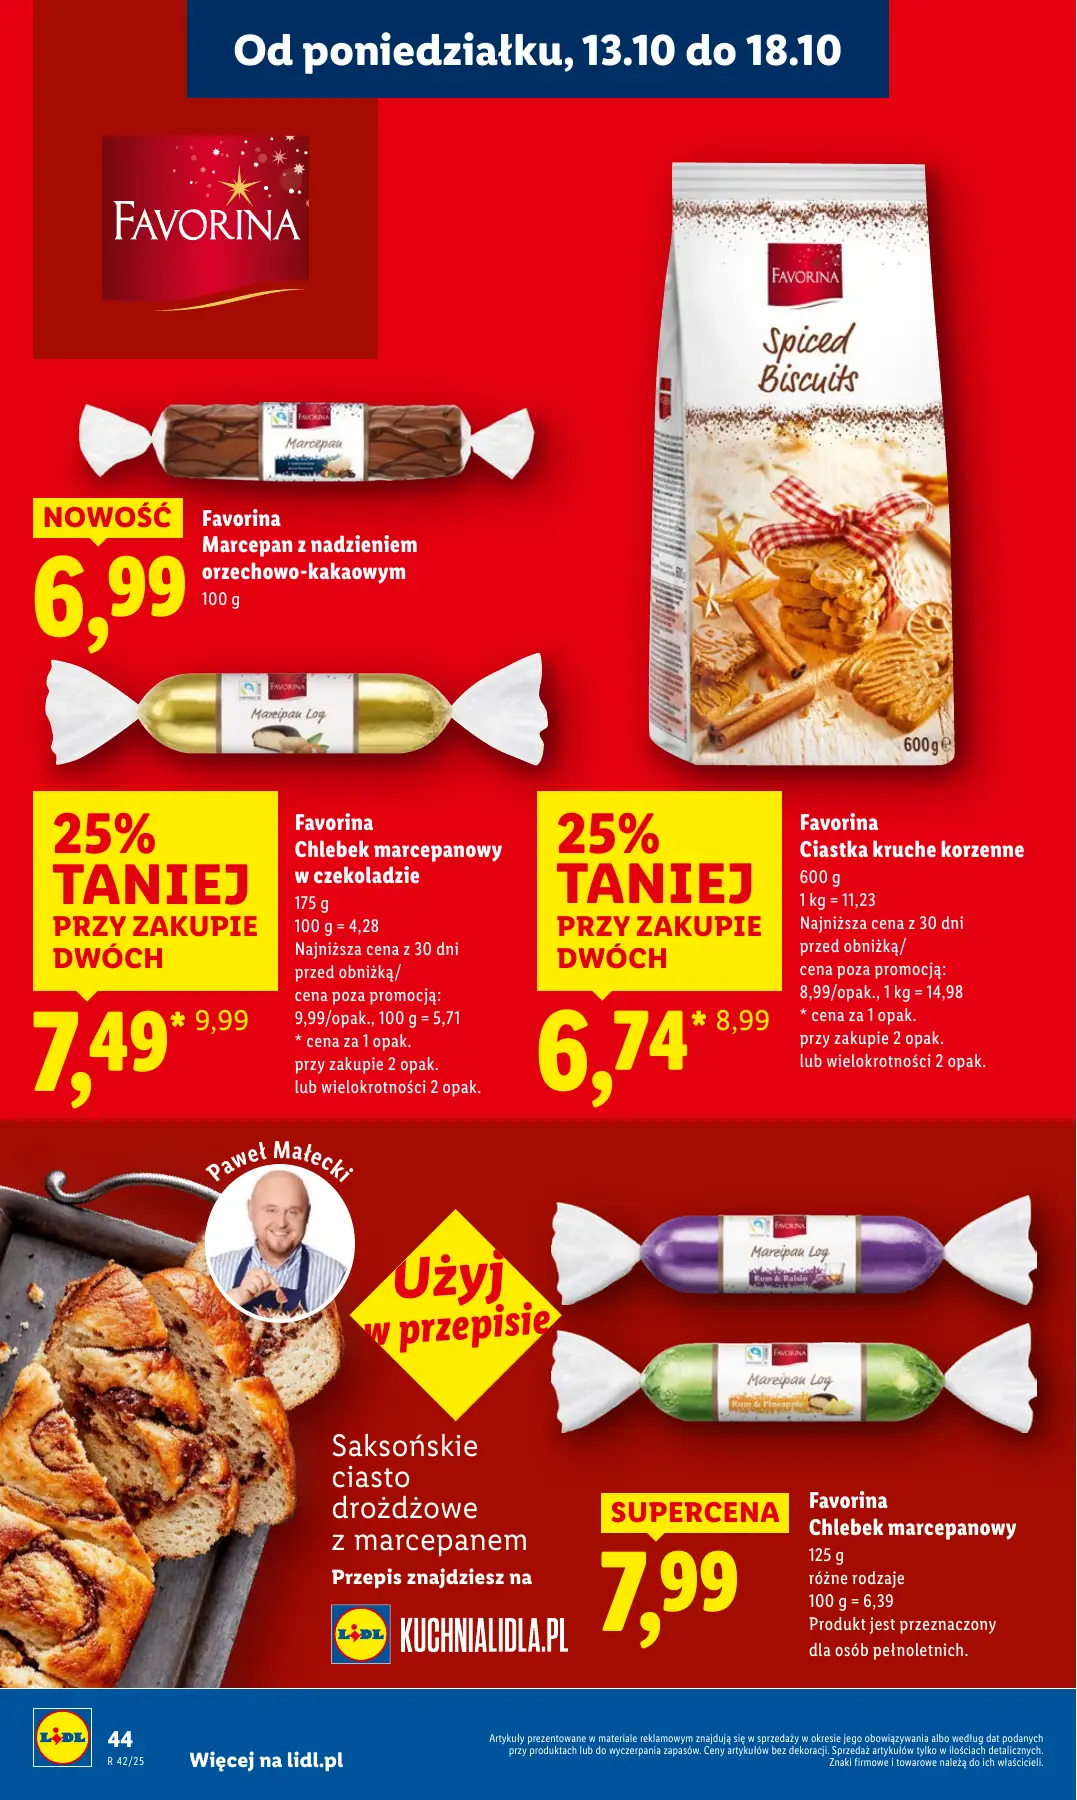 Od poniedziałku, 13.10 do 18.10
FAVORINA
FAVORINA
Spiced
Biscuits
600g e
FAVORINA
Marcepan
z nadzieniem
NOWOŚĆ
6,99
Favorina
Marcepan z nadzieniem
orzechowo-kakaowym
100 g
FAVORINA
Marcipan Log
25%
TANIEJ
PRZY ZAKUPIE
DWÓCH
7,49* 9,99
Favorina
Chlebek marcepanowy
w czekoladzie
175 g
100 g = 4,28
Najniższa cena z 30 dni
przed obniżką/
cena poza promocją:
9,99/opak., 100 g = 5,71
* cena za 1 opak.
przy zakupie 2 opak.
lub wielokrotności 2 opak.
25%
TANIEJ
PRZY ZAKUPIE
DWÓCH
6,74* 8,99
Favorina
Ciastka kruche korzenne
600 g
1 kg = 11,23
Najniższa cena z 30 dni
przed obniżką/
cena poza promocją:
8,99/opak., 1 kg = 14,98
* cena za 1 opak.
przy zakupie 2 opak.
lub wielokrotności 2 opak.
Paweł Małecki
Użyj
w przepisie
Saksońskie
ciasto
drożdżowe
z marcepanem
Przepis znajdziesz na
LIDL KUCHNIALIDLA.PL
FAVORINA
Marcipan Log
Rum & Raisin
FAVORINA
Marcipan Log
Rum & Pineapple
SUPERCENA
7,99
Favorina
Chlebek marcepanowy
125 g
różne rodzaje
100 g = 6,39
Produkt jest przeznaczony
dla osób pełnoletnich.
LIDL
44
R 42/25
Więcej na lidl.pl
Artykuły prezentowane w materiale reklamowym znajdują się w sprzedaży w okresie jego obowiązywania albo według dat podanych
przy produktach lub do wyczerpania zapasów. Ceny artykułów bez dekoracji. Sprzedaż artykułów tylko w ilościach detalicznych.
Znaki firmowe i towarowe należą do ich właścicieli.